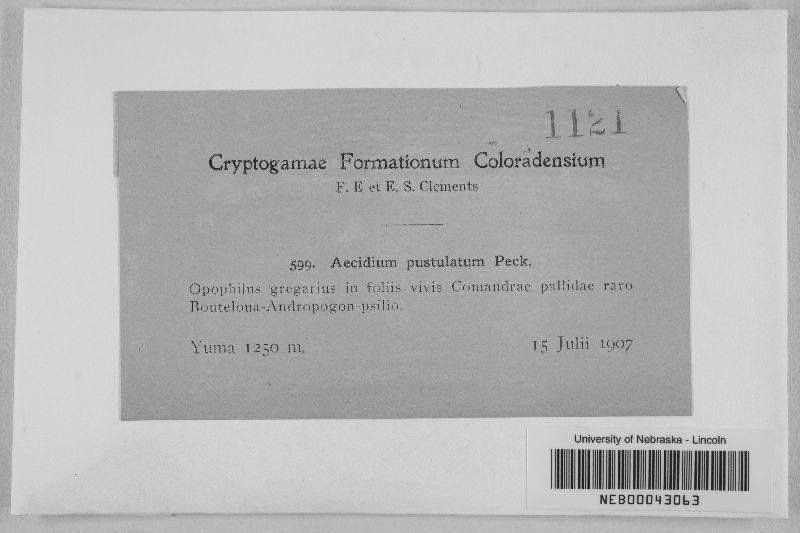 1121
Cryptogamae Formationum Coloradensium
F. E et E. S. Clements
599. Aecidium pustulatum Peck.
Opophilus gregarius in foliis vivis Comandrae pallidae raro
Bouteloua-Andropogon-psilio.
Yuma 1250 m.
15 Julii 1907
University of Nebraska - Lincoln
NEB00043063